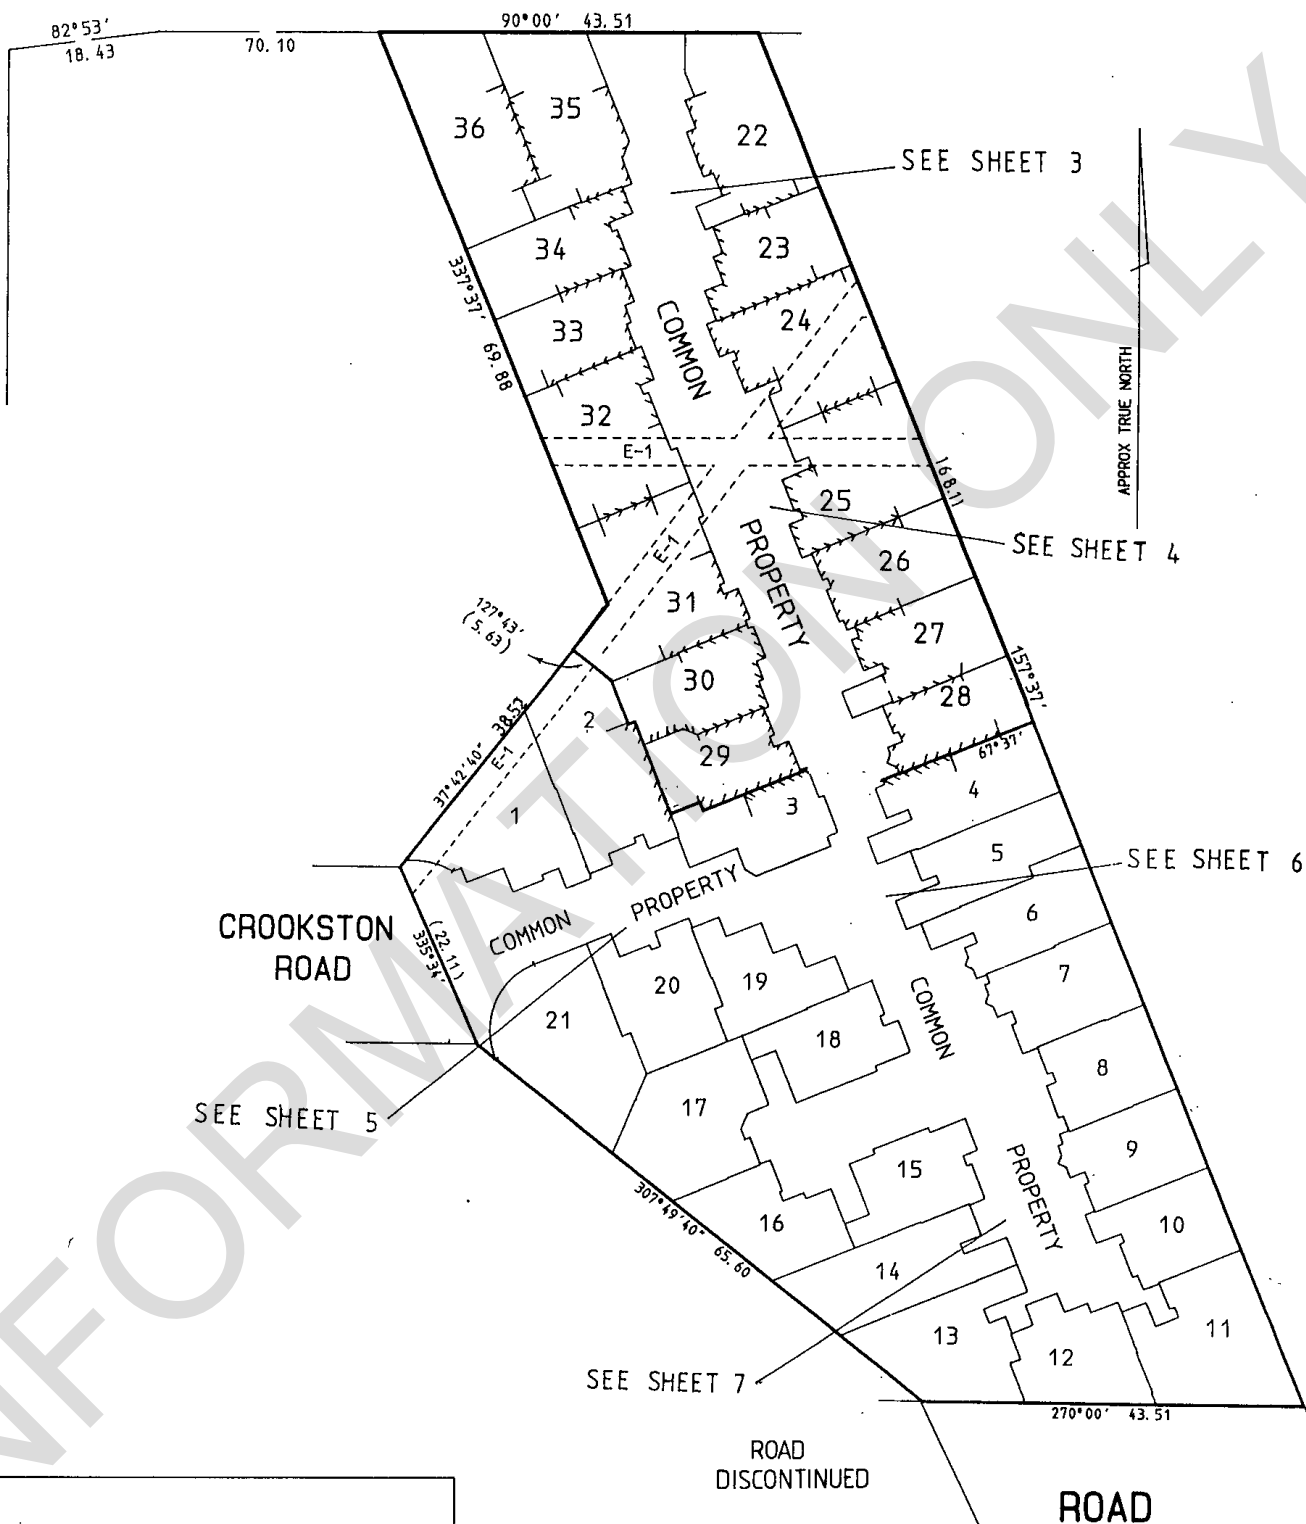 82°53'
18.43
70.10
90°00' 43.51
36
35
22
SEE SHEET 3
34
23
337°37' 69.88
33
24
COMMON
32
E-1
APPROX TRUE NORTH
168.11
25
PROPERTY
SEE SHEET 4
E-1
26
31
127°43'
(5.63)
27
157°37'
30
28
2
38.52
37°42'40"
E-1
29
67°37'
1
3
4
5
SEE SHEET 6
COMMON PROPERTY
6
CROOKSTON
ROAD
(22.11)
335°34'
20
19
7
COMMON
21
18
8
SEE SHEET 5
17
9
15
PROPERTY
307°49'40" 65.60
16
10
14
13
12
11
SEE SHEET 7
270°00' 43.51
ROAD
DISCONTINUED
ROAD
INFORMATION ONLY